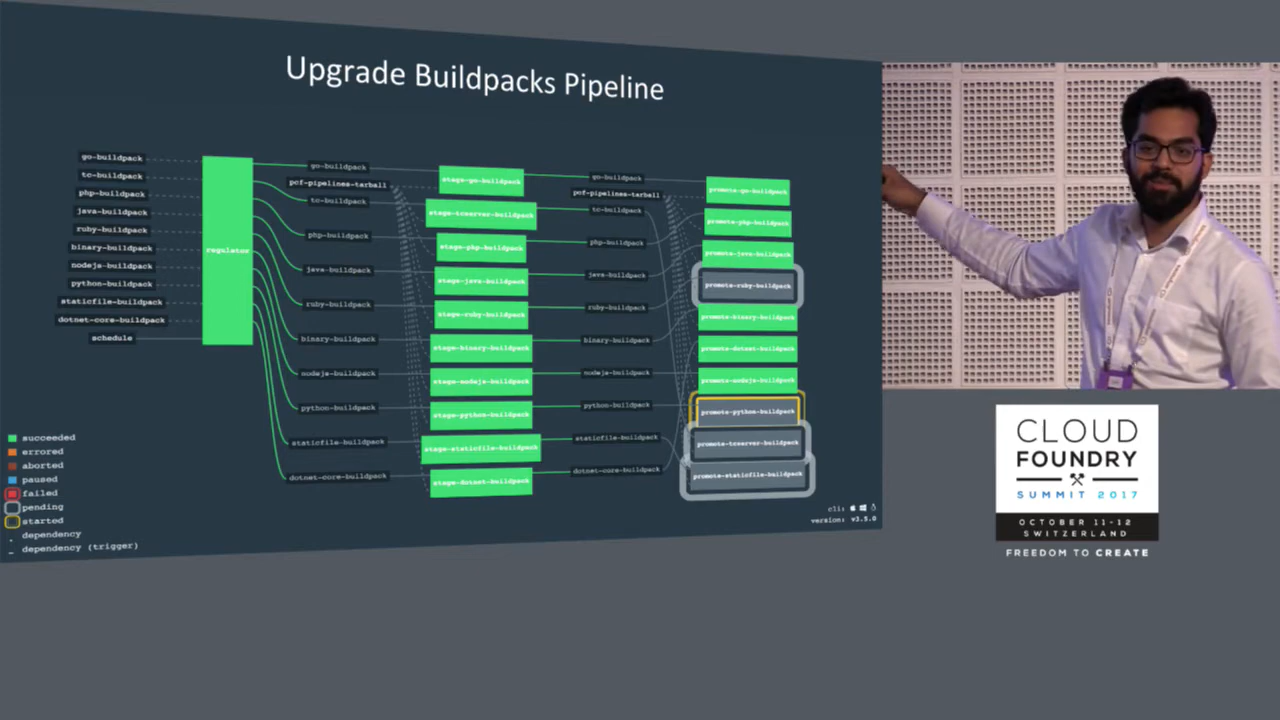 Upgrade Buildpacks Pipeline
go-buildpack
tc-buildpack
php-buildpack
java-buildpack
ruby-buildpack
binary-buildpack
nodejs-buildpack
python-buildpack
staticfile-buildpack
dotnet-core-buildpack
schedule
regulator
go-buildpack
pcf-pipelines-tarball
tc-buildpack
php-buildpack
java-buildpack
ruby-buildpack
binary-buildpack
nodejs-buildpack
python-buildpack
staticfile-buildpack
dotnet-core-buildpack
stage-go-buildpack
stage-tcserver-buildpack
stage-php-buildpack
stage-java-buildpack
stage-ruby-buildpack
stage-binary-buildpack
stage-nodejs-buildpack
stage-python-buildpack
stage-staticfile-buildpack
stage-dotnet-buildpack
go-buildpack
pcf-pipelines-tarball
tc-buildpack
php-buildpack
java-buildpack
ruby-buildpack
binary-buildpack
nodejs-buildpack
python-buildpack
staticfile-buildpack
dotnet-core-buildpack
promote-go-buildpack
promote-php-buildpack
promote-java-buildpack
promote-ruby-buildpack
promote-binary-buildpack
promote-dotnet-buildpack
promote-nodejs-buildpack
promote-python-buildpack
promote-tcserver-buildpack
promote-staticfile-buildpack
succeeded
errored
aborted
paused
failed
pending
started
dependency
dependency (trigger)
cli:
version: v3.5.0
CLOUD
FOUNDRY
SUMMIT 2017
OCTOBER 11-12
SWITZERLAND
FREEDOM TO CREATE